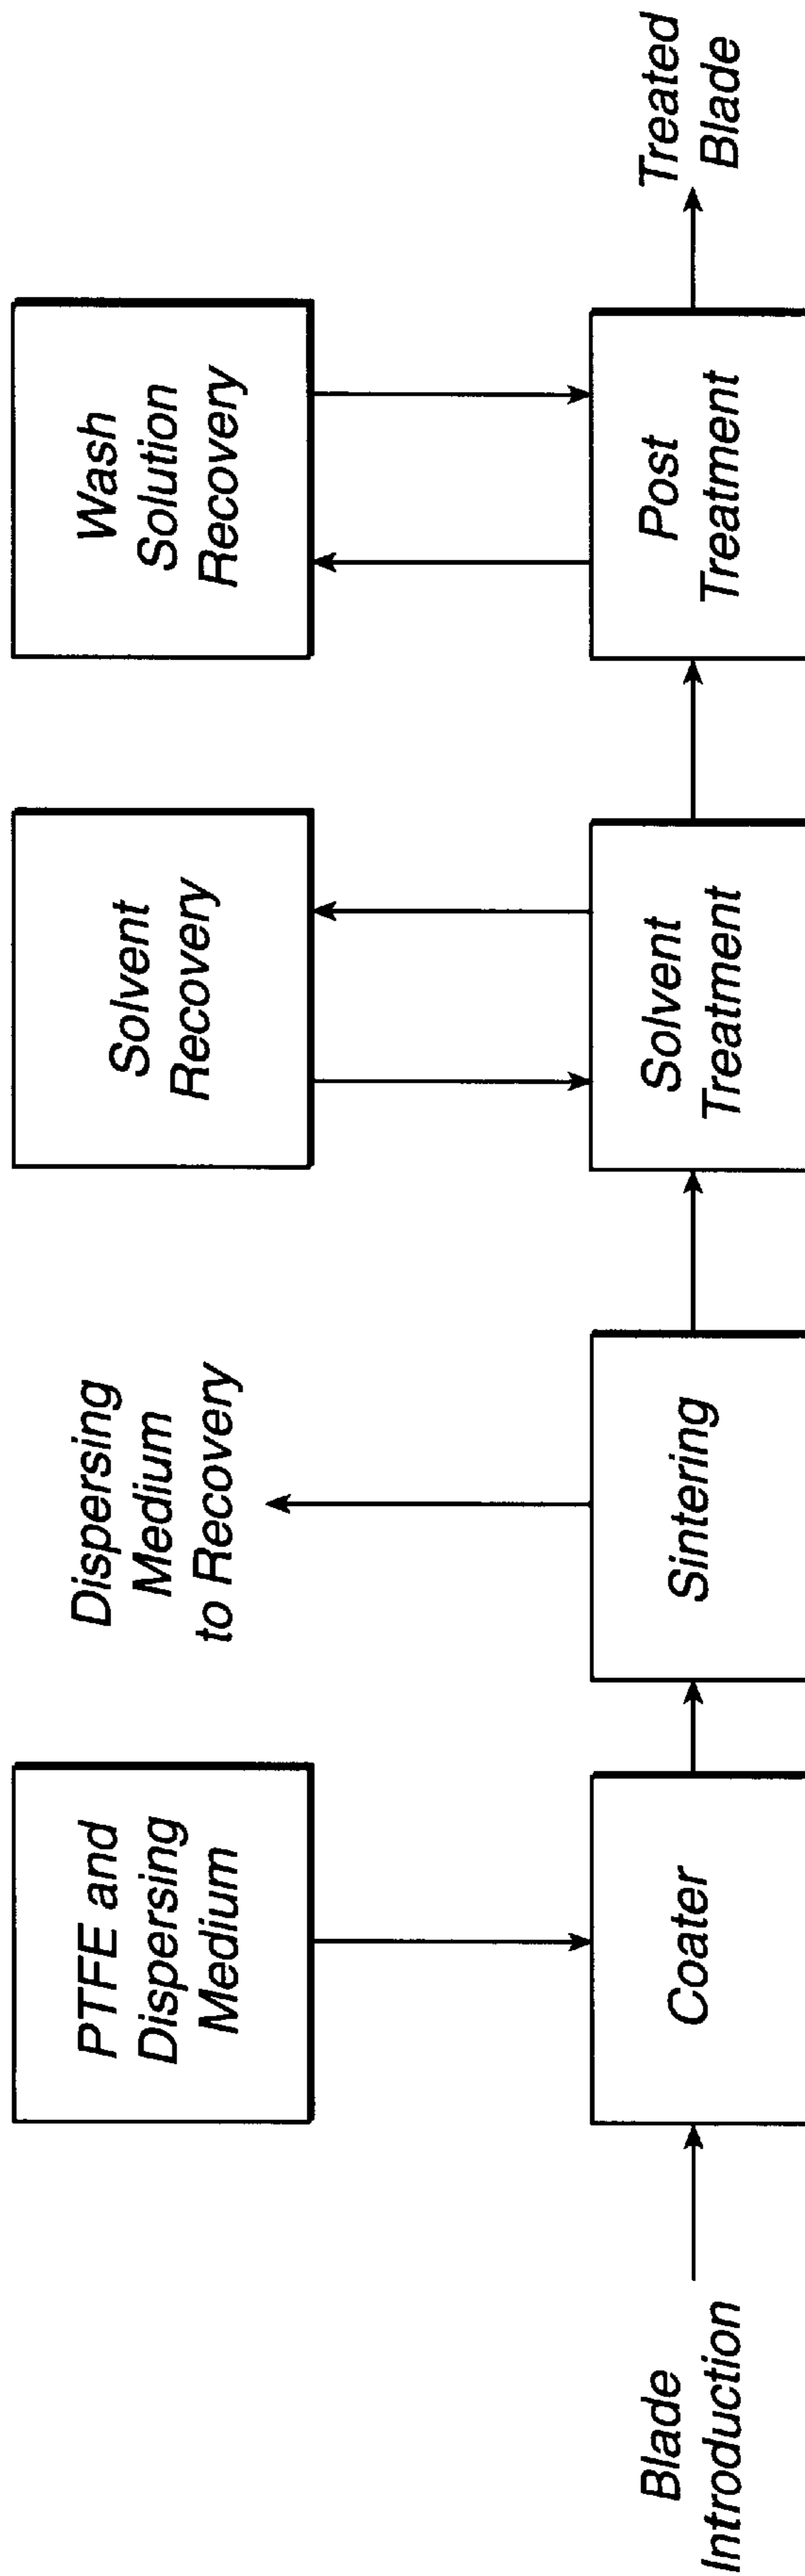 PTFE and
Dispersing
Medium
Dispersing
Medium
to Recovery
Solvent
Recovery
Wash
Solution
Recovery
Blade
Introduction
Coater
Sintering
Solvent
Treatment
Post
Treatment
Treated
Blade